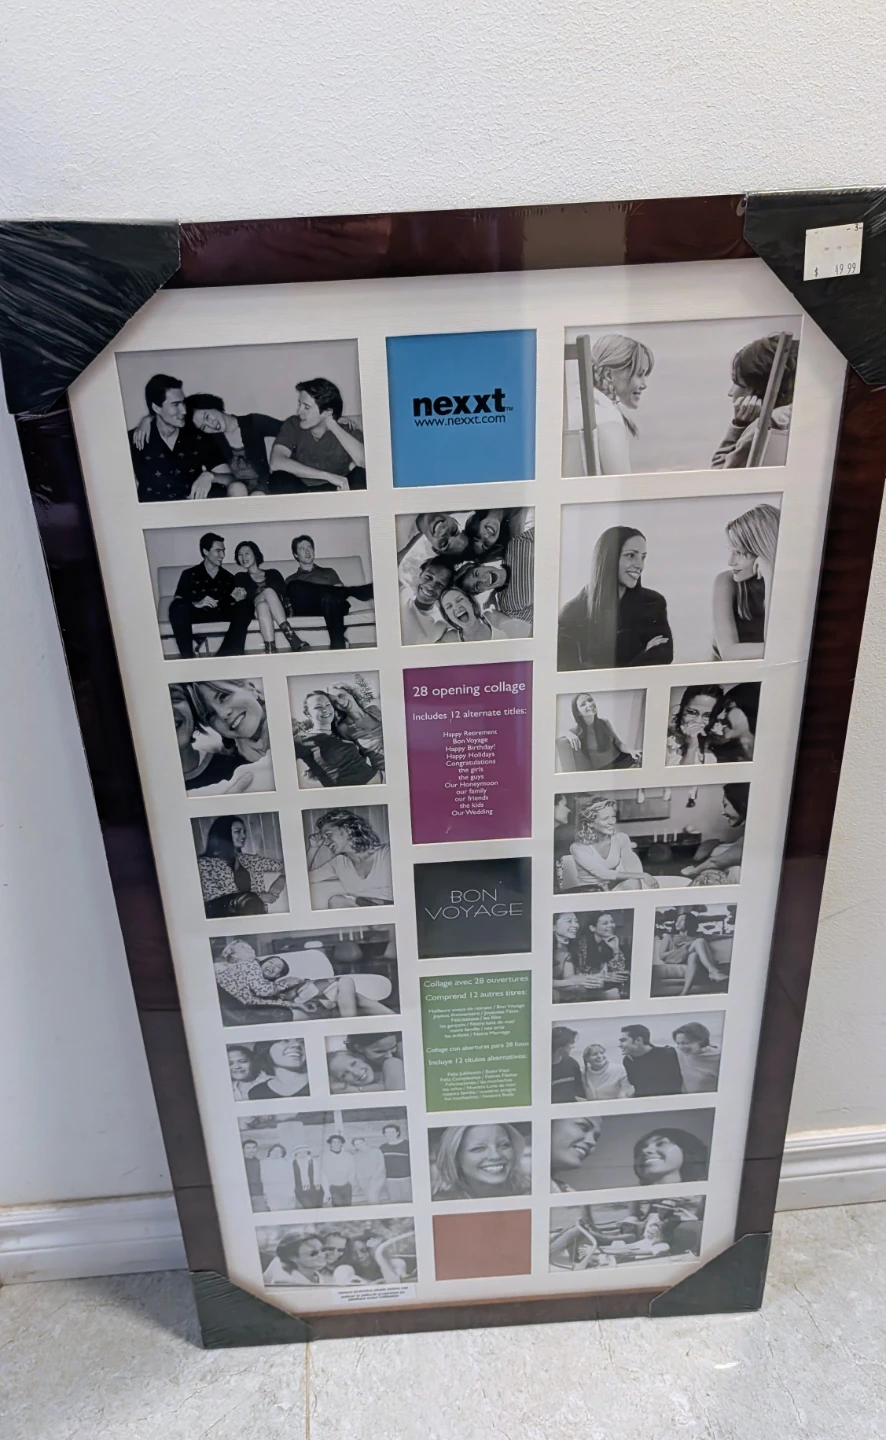 $ 19.99
nexxt™
www.nexxt.com
28 opening collage
Includes 12 alternate titles:
Happy Retirement
Bon Voyage
Happy Birthday!
Happy Holidays
Congratulations
the girls
the guys
Our Honeymoon
our family
our friends
the kids
Our Wedding
BON
VOYAGE
Collage avec 28 ouvertures
Comprend 12 autres titres:
Collage con aberturas para 28 fotos
Incluye 12 títulos alternativos: